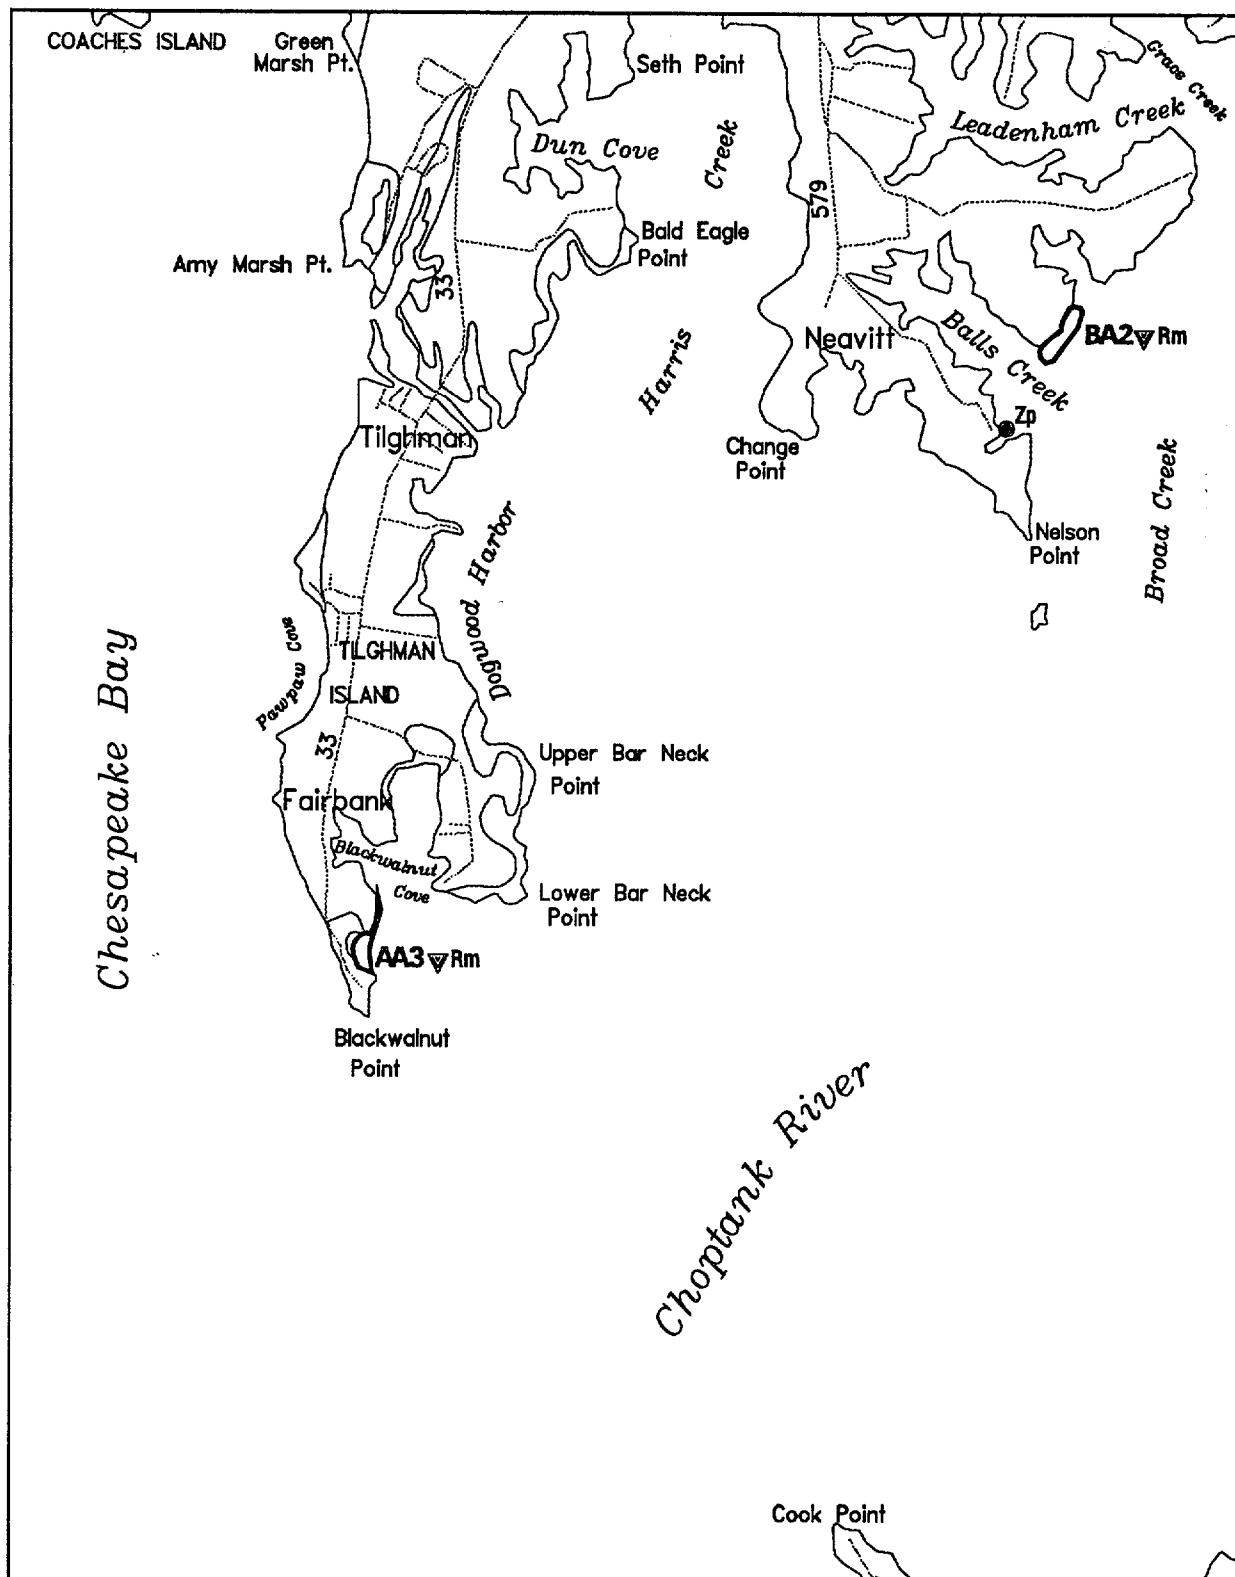 COACHES ISLAND
Green
Marsh Pt.
Seth Point
Craos Creek
Leadenham Creek
Dun Cove
Creek
579
Bald Eagle
Point
Amy Marsh Pt.
33
Harris
Neavitt
Balls Creek
BA2 Rm
Zp
Tilghman
Change
Point
Broad Creek
Nelson
Point
Dogwood Harbor
Chesapeake Bay
Pawpaw Cove
TILGHMAN
ISLAND
33
Upper Bar Neck
Point
Fairbank
Blackwalnut
Cove
Lower Bar Neck
Point
AA3 Rm
Blackwalnut
Point
Choptank River
Cook Point